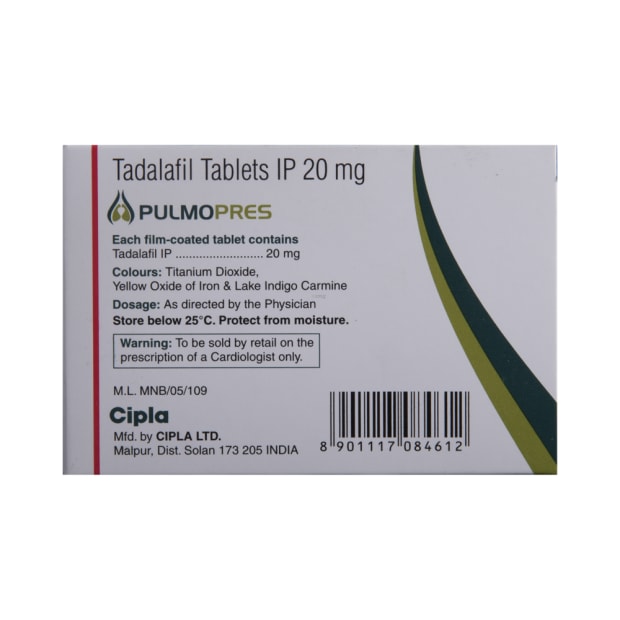 Tadalafil Tablets IP 20 mg
PULMOPRES
Each film-coated tablet contains
Tadalafil IP .......................... 20 mg
Colours: Titanium Dioxide,
Yellow Oxide of Iron & Lake Indigo Carmine
Dosage: As directed by the Physician
Store below 25°C. Protect from moisture.
Warning: To be sold by retail on the
prescription of a Cardiologist only.
M.L. MNB/05/109
Cipla
Mfd. by CIPLA LTD.
Malpur, Dist. Solan 173 205 INDIA
8 901117 084612